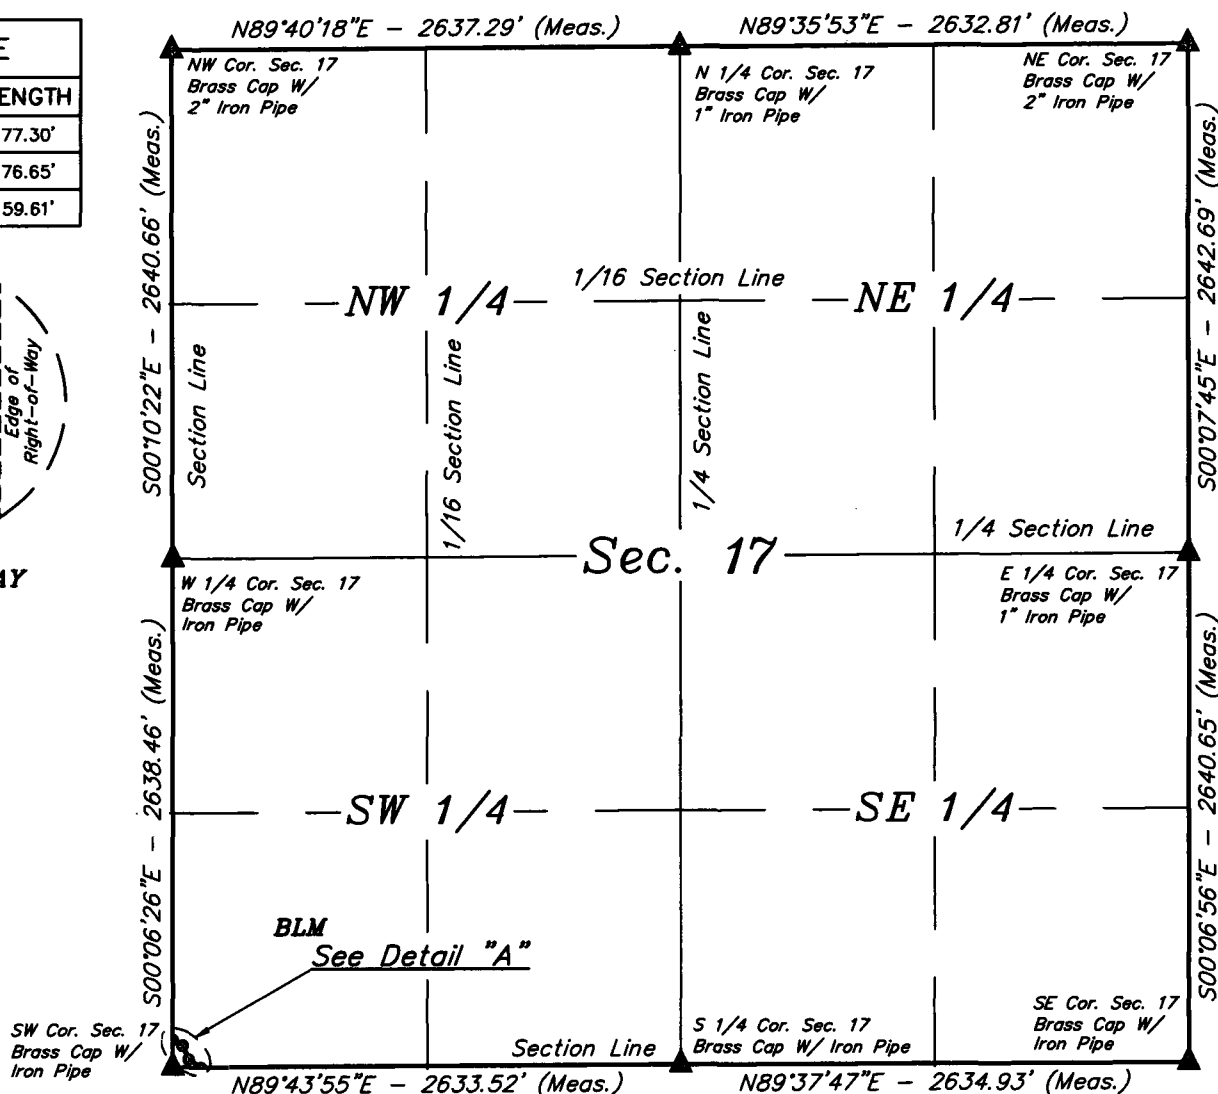 N89°40'18"E - 2637.29' (Meas.)
N89°35'53"E - 2632.81' (Meas.)
E
ENGTH
77.30'
76.65'
59.61'
NW Cor. Sec. 17
Brass Cap W/
2" Iron Pipe
N 1/4 Cor. Sec. 17
Brass Cap W/
1" Iron Pipe
NE Cor. Sec. 17
Brass Cap W/
2" Iron Pipe
S00°10'22"E - 2640.66' (Meas.)
S00°07'45"E - 2642.69' (Meas.)
1/16 Section Line
NW 1/4
NE 1/4
Edge of
Right-of-Way
Section Line
1/16 Section Line
1/4 Section Line
1/4 Section Line
Sec. 17
AY
W 1/4 Cor. Sec. 17
Brass Cap W/
Iron Pipe
E 1/4 Cor. Sec. 17
Brass Cap W/
1" Iron Pipe
S00°06'26"E - 2638.46' (Meas.)
S00°06'56"E - 2640.65' (Meas.)
SW 1/4
SE 1/4
BLM
See Detail "A"
SW Cor. Sec. 17
Brass Cap W/
Iron Pipe
Section Line
S 1/4 Cor. Sec. 17
Brass Cap W/ Iron Pipe
SE Cor. Sec. 17
Brass Cap W/
Iron Pipe
N89°43'55"E - 2633.52' (Meas.)
N89°37'47"E - 2634.93' (Meas.)